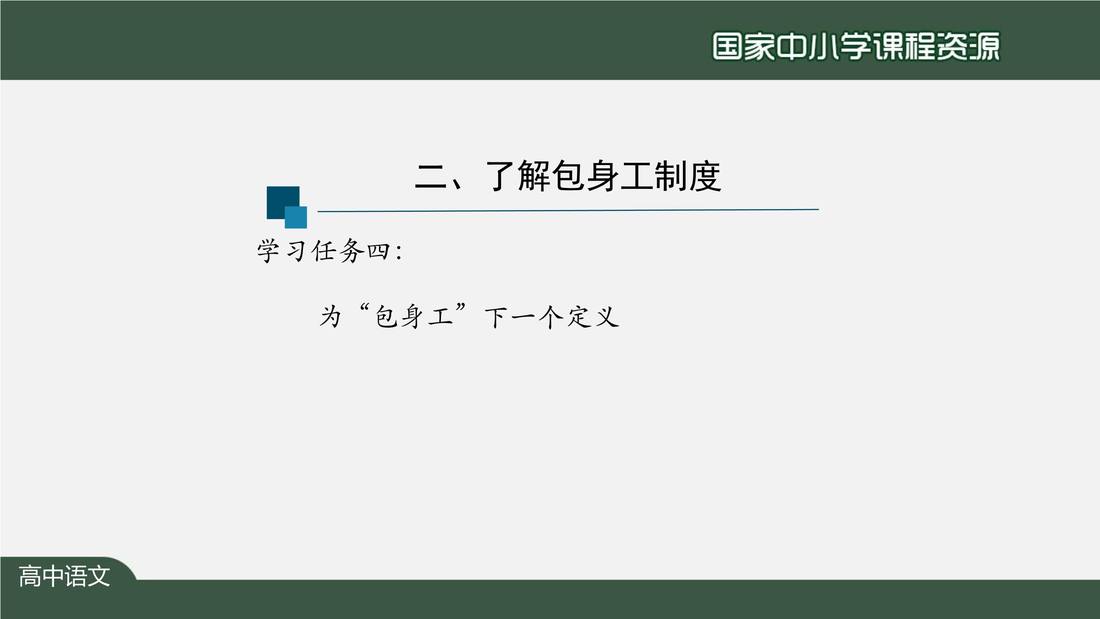 国家中小学课程资源
二、了解包身工制度
学习任务四：
为“包身工”下一个定义
高中语文